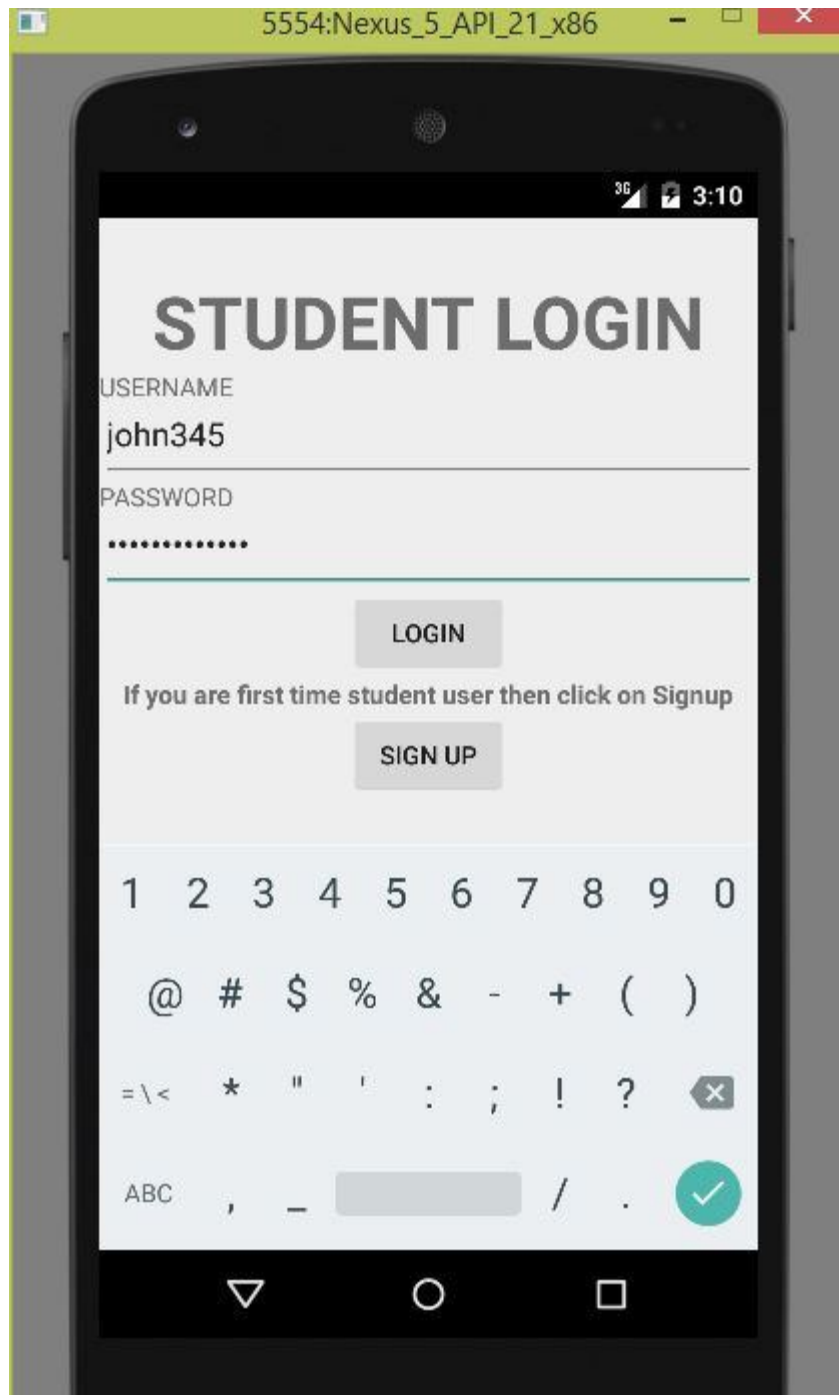 5554:Nexus_5_API_21_x86
3G 3:10
STUDENT LOGIN
USERNAME
john345
PASSWORD
•••••••••••••
LOGIN
If you are first time student user then click on Signup
SIGN UP
1 2 3 4 5 6 7 8 9 0
@ # $ % & - + ( )
= \ < * " ' : ; ! ?
ABC , _ / .